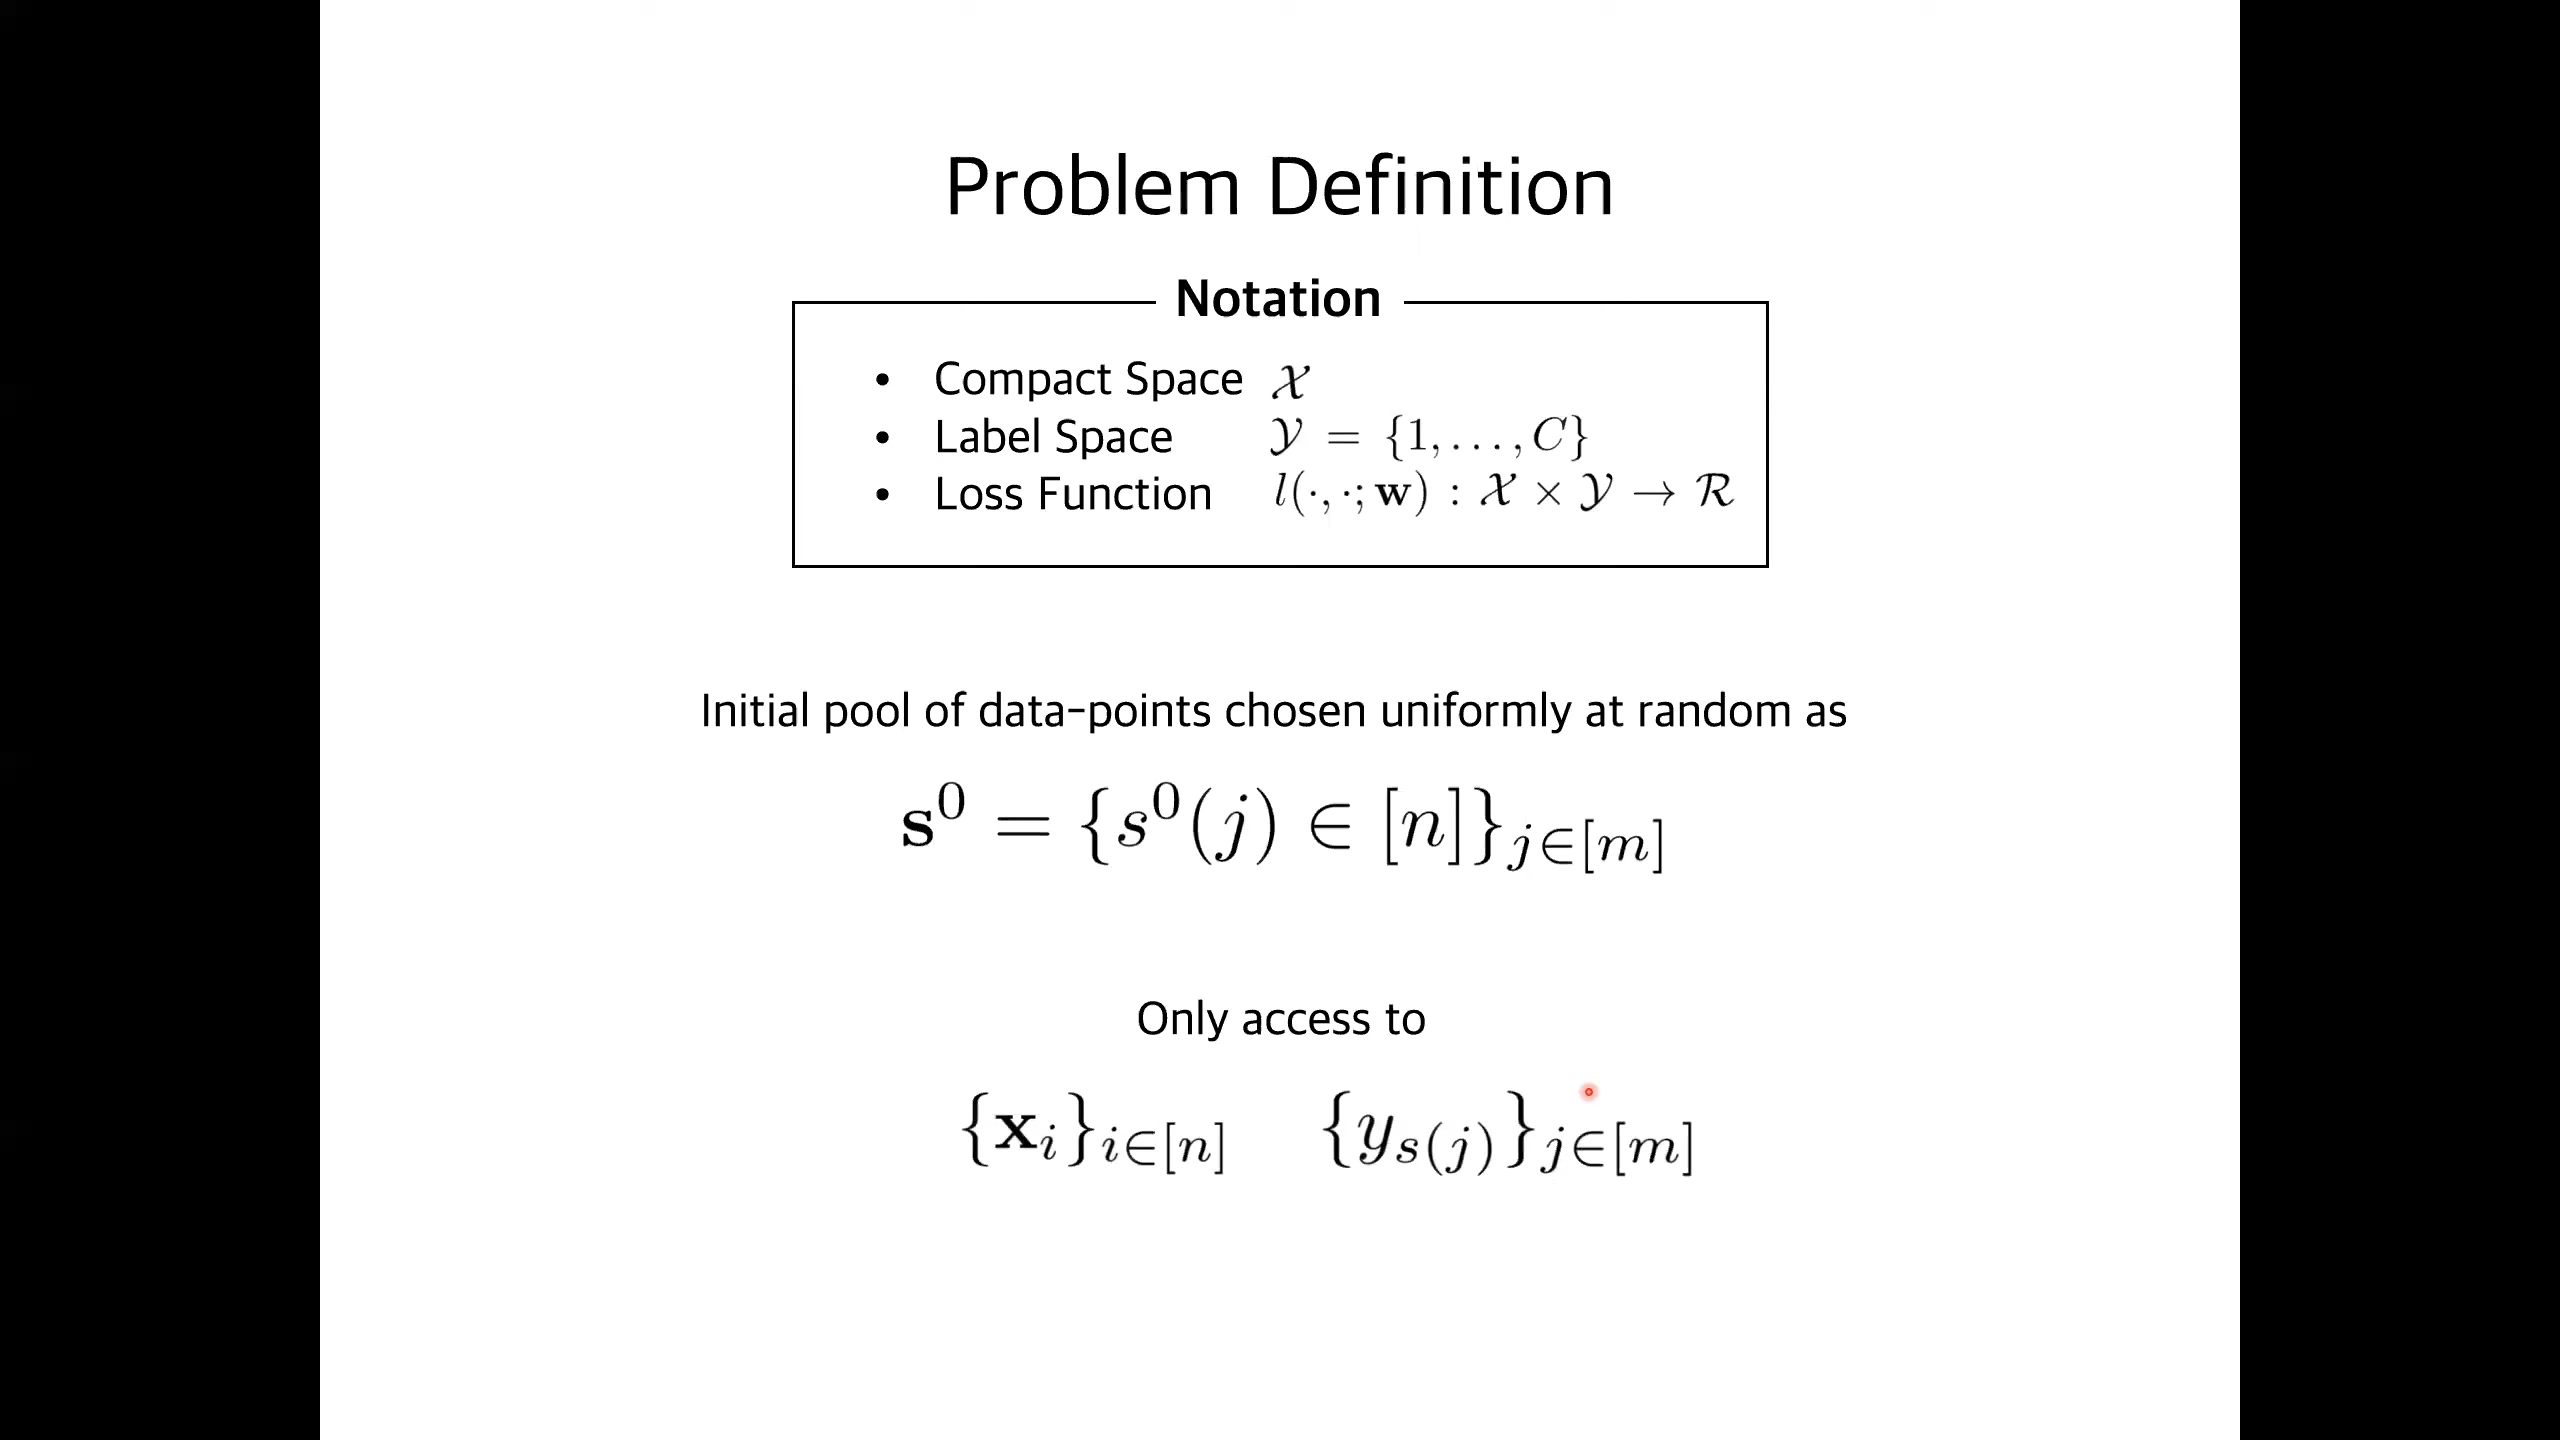 Problem Definition
Notation
• Compact Space 𝒳
• Label Space 𝒴 = {1, . . . , C}
• Loss Function l(·, ·; w) : 𝒳 × 𝒴 → ℛ
Initial pool of data-points chosen uniformly at random as
s⁰ = {s⁰(j) ∈ [n]}_{j∈[m]}
Only access to
{x_i}_{i∈[n]} {y_{s(j)}}_{j∈[m]}